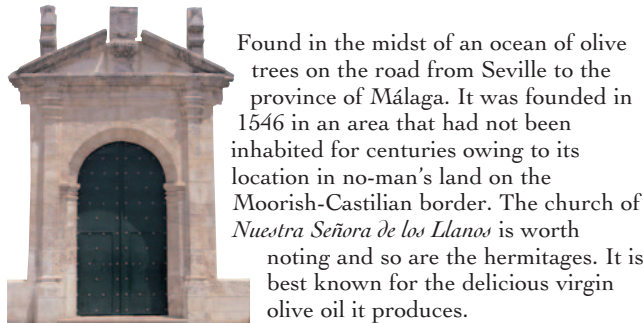 Found in the midst of an ocean of olive
trees on the road from Seville to the
province of Málaga. It was founded in
1546 in an area that had not been
inhabited for centuries owing to its
location in no-man's land on the
Moorish-Castilian border. The church of
Nuestra Señora de los Llanos is worth
noting and so are the hermitages. It is
best known for the delicious virgin
olive oil it produces.